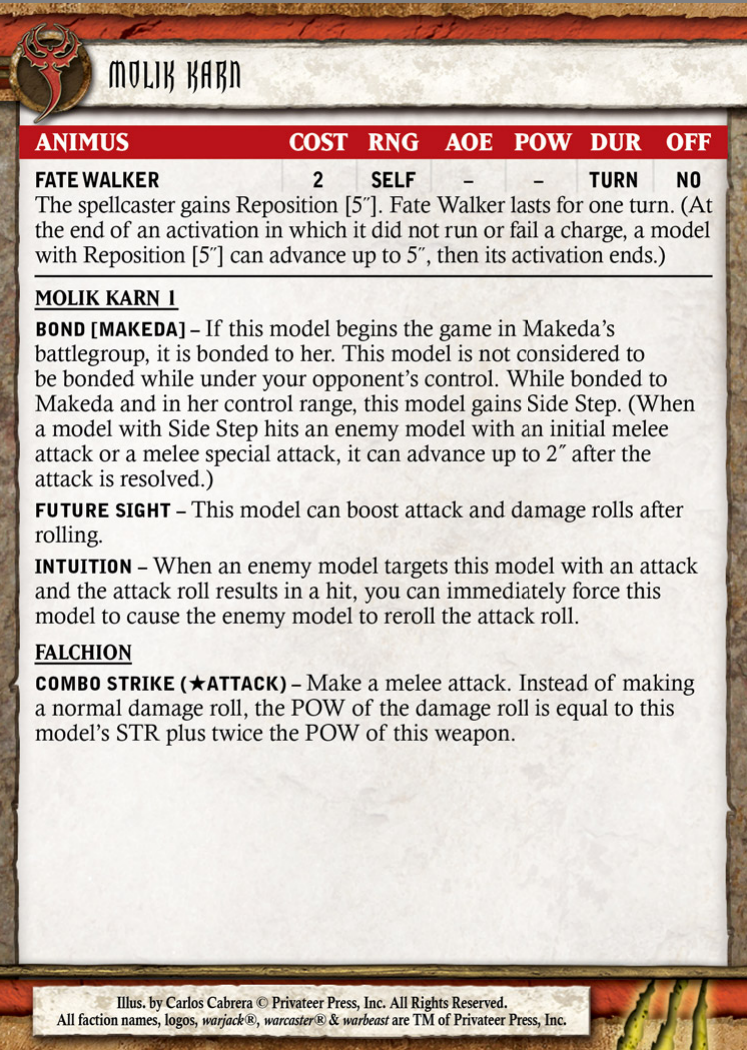 MOLIK KARN
ANIMUS COST RNG AOE POW DUR OFF
FATE WALKER 2 SELF – – TURN NO
The spellcaster gains Reposition [5˝]. Fate Walker lasts for one turn. (At
the end of an activation in which it did not run or fail a charge, a model
with Reposition [5˝] can advance up to 5˝, then its activation ends.)
MOLIK KARN 1
BOND [MAKEDA] – If this model begins the game in Makeda’s
battlegroup, it is bonded to her. This model is not considered to
be bonded while under your opponent’s control. While bonded to
Makeda and in her control range, this model gains Side Step. (When
a model with Side Step hits an enemy model with an initial melee
attack or a melee special attack, it can advance up to 2˝ after the
attack is resolved.)
FUTURE SIGHT – This model can boost attack and damage rolls after
rolling.
INTUITION – When an enemy model targets this model with an attack
and the attack roll results in a hit, you can immediately force this
model to cause the enemy model to reroll the attack roll.
FALCHION
COMBO STRIKE (★ATTACK) – Make a melee attack. Instead of making
a normal damage roll, the POW of the damage roll is equal to this
model’s STR plus twice the POW of this weapon.
Illus. by Carlos Cabrera © Privateer Press, Inc. All Rights Reserved.
All faction names, logos, warjack®, warcaster® & warbeast are TM of Privateer Press, Inc.